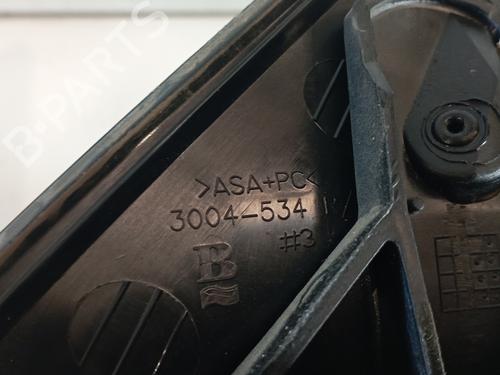 B-PARTS
>ASA+PC<
3004-534
#3
B